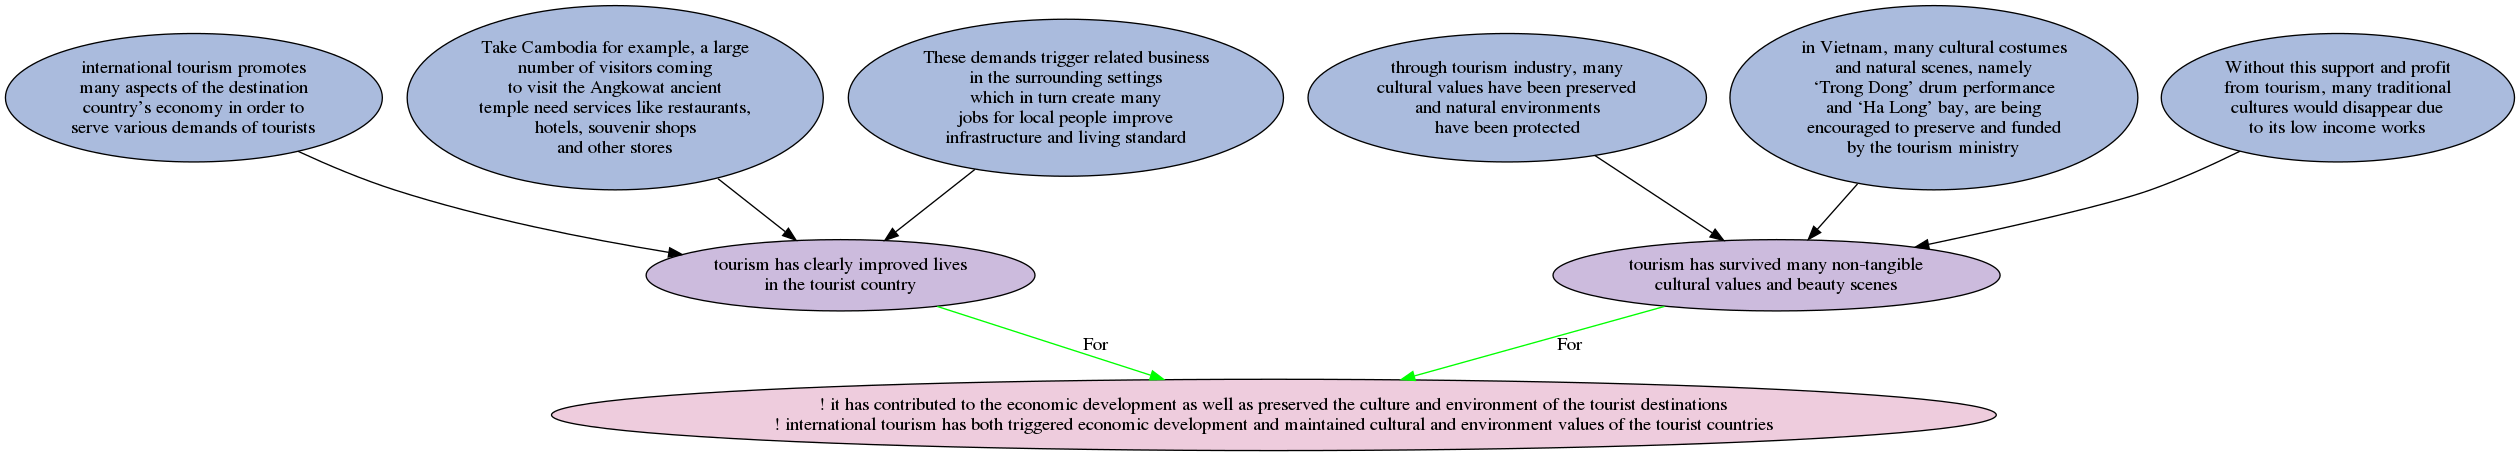 international tourism promotes
many aspects of the destination
country’s economy in order to
serve various demands of tourists
Take Cambodia for example, a large
number of visitors coming
to visit the Angkowat ancient
temple need services like restaurants,
hotels, souvenir shops
and other stores
These demands trigger related business
in the surrounding settings
which in turn create many
jobs for local people improve
infrastructure and living standard
through tourism industry, many
cultural values have been preserved
and natural environments
have been protected
in Vietnam, many cultural costumes
and natural scenes, namely
‘Trong Dong’ drum performance
and ‘Ha Long’ bay, are being
encouraged to preserve and funded
by the tourism ministry
Without this support and profit
from tourism, many traditional
cultures would disappear due
to its low income works
tourism has clearly improved lives
in the tourist country
tourism has survived many non-tangible
cultural values and beauty scenes
For
For
! it has contributed to the economic development as well as preserved the culture and environment of the tourist destinations
! international tourism has both triggered economic development and maintained cultural and environment values of the tourist countries